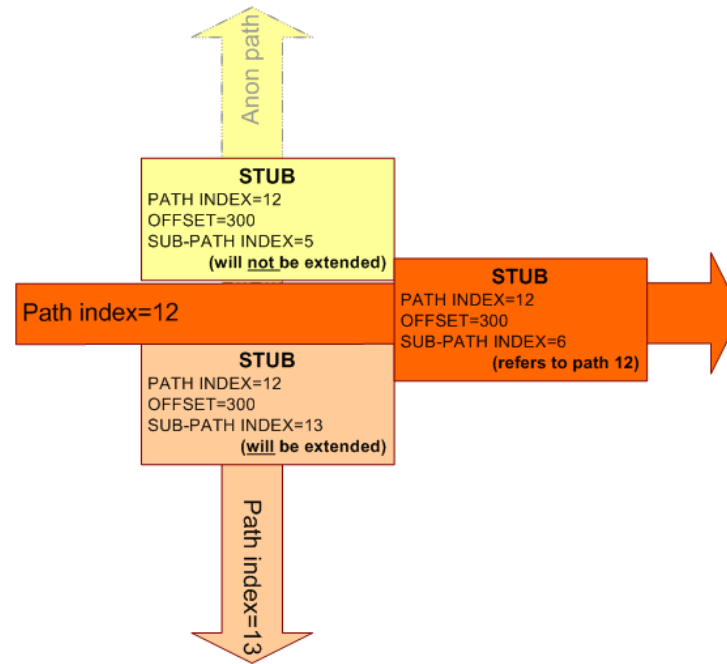 Anon path
STUB
PATH INDEX=12
OFFSET=300
SUB-PATH INDEX=5
(will not be extended)
Path index=12
STUB
PATH INDEX=12
OFFSET=300
SUB-PATH INDEX=6
(refers to path 12)
STUB
PATH INDEX=12
OFFSET=300
SUB-PATH INDEX=13
(will be extended)
Path index=13